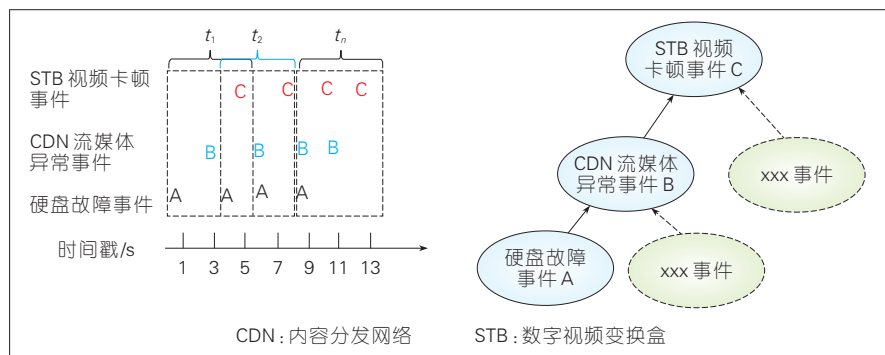 t₁ t₂ tₙ
STB 视频卡顿
事件
C C C C
CDN 流媒体
异常事件
B B B B
硬盘故障事件
A A A A
时间戳/s
1 3 5 7 9 11 13
STB 视频
卡顿事件 C
CDN 流媒体
异常事件 B
xxx 事件
硬盘故障
事件 A
xxx 事件
CDN：内容分发网络 STB：数字视频变换盒